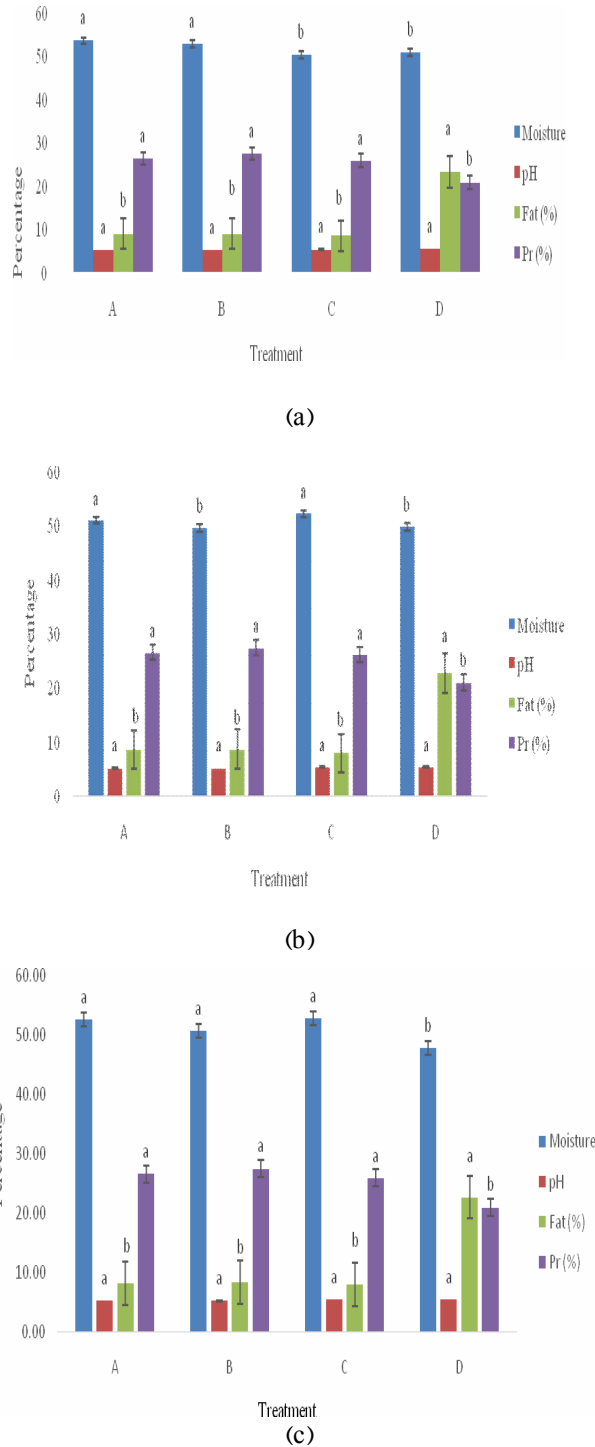 60
50
40
30
20
10
0
Percentage
a a b b
a a a a b
a b a b a b a
Moisture
pH
Fat (%)
Pr (%)
A B C D
Treatment
(a)
60
50
40
30
20
10
0
Percentage
a b a b
a a a a b
a b a b a b a
Moisture
pH
Fat (%)
Pr (%)
A B C D
Treatment
(b)
60.00
50.00
40.00
30.00
20.00
10.00
0.00
a a a b
a a a a b
a b a b a b a
Moisture
pH
Fat (%)
Pr (%)
A B C D
Treatment
(c)